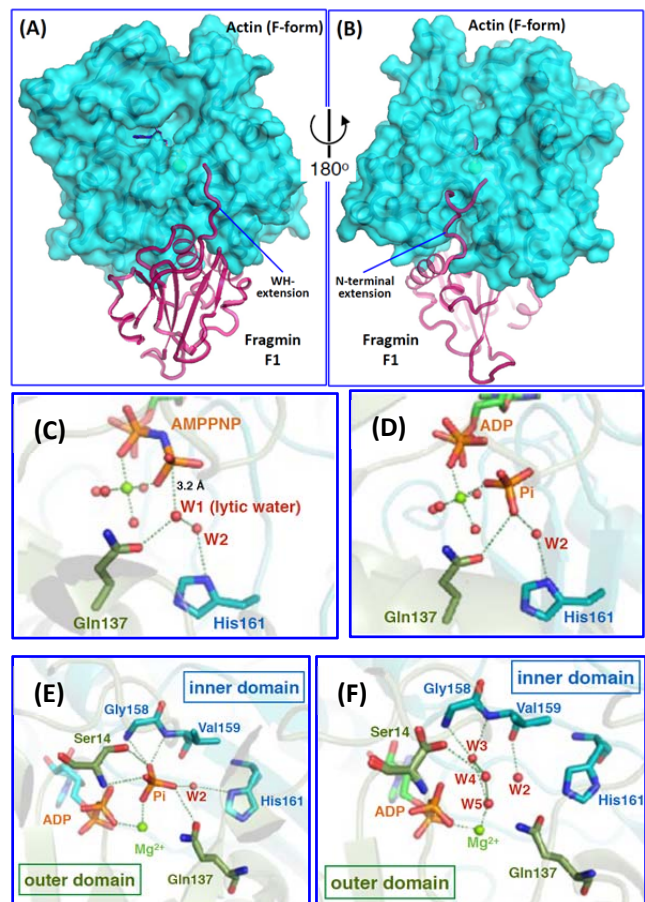 (A)
Actin (F-form)
WH-
extension
Fragmin
F1
180°
(B)
Actin (F-form)
N-terminal
extension
Fragmin
F1
(C)
AMPPNP
3.2 Å
W1 (lytic water)
W2
Gln137
His161
(D)
ADP
Pi
W2
Gln137
His161
(E)
inner domain
Gly158
Val159
Ser14
Pi
W2
ADP
His161
Mg2+
Gln137
outer domain
(F)
inner domain
Gly158
Val159
Ser14
W3
W4
W2
W5
ADP
His161
Mg2+
Gln137
outer domain